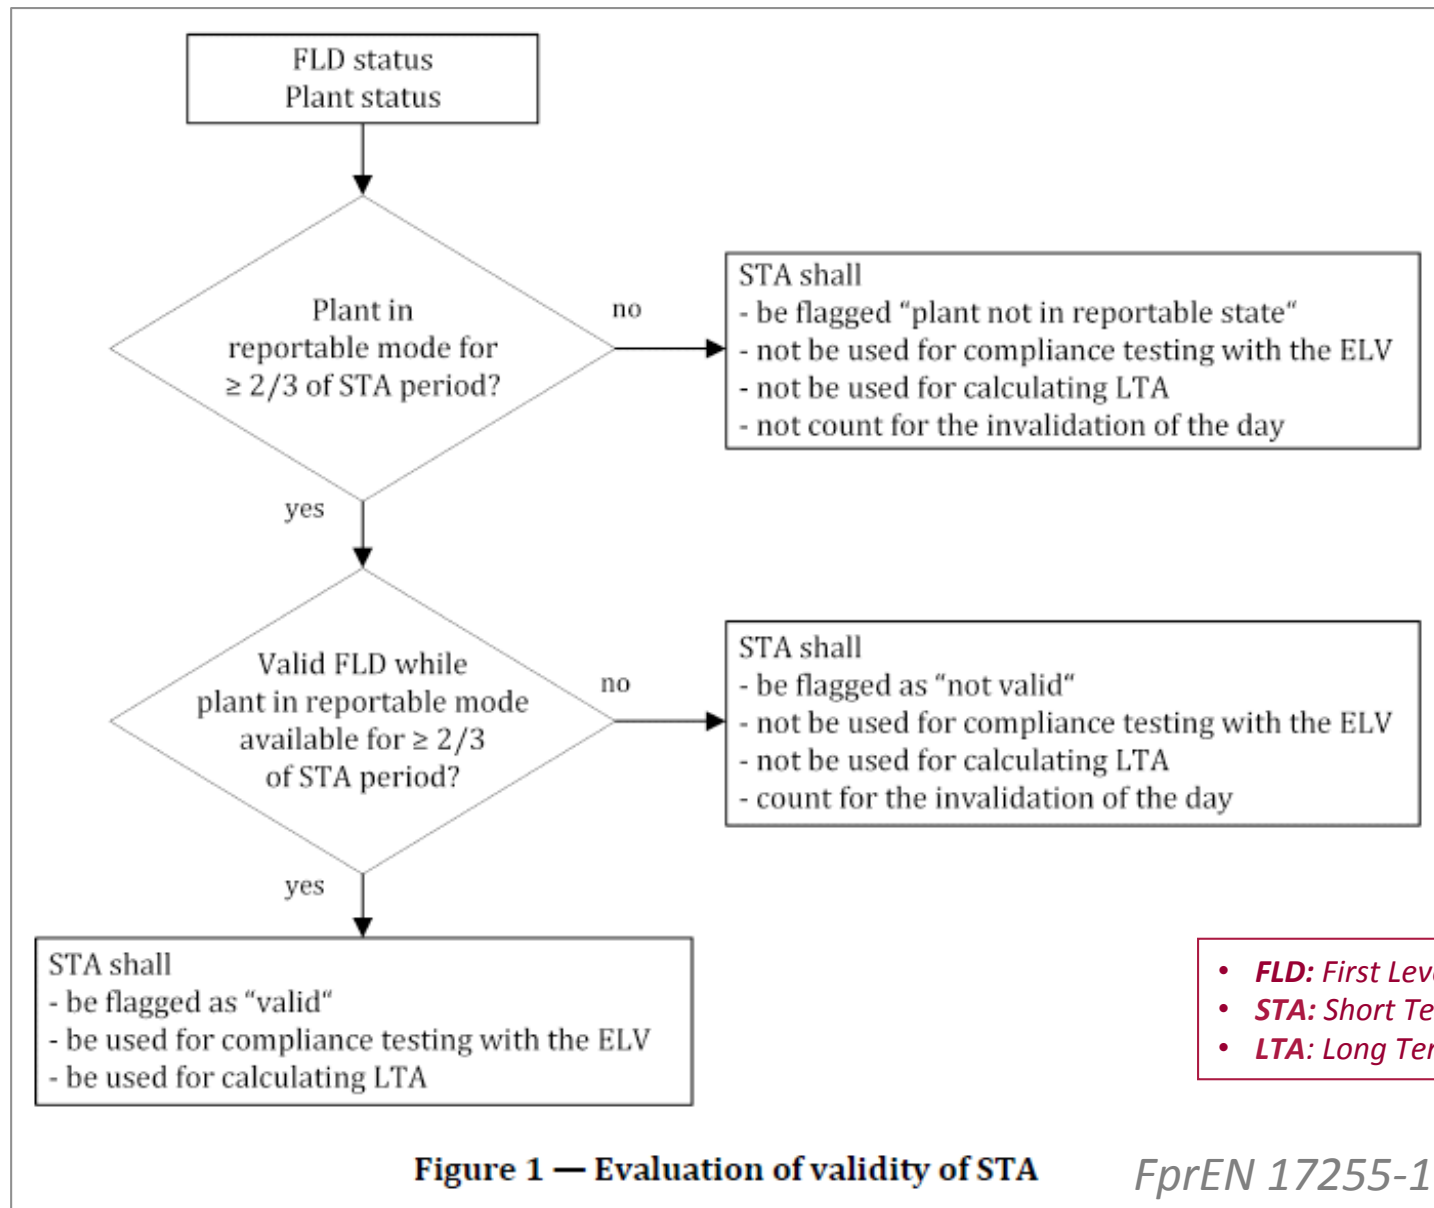 FLD status
Plant status
Plant in
reportable mode for
≥ 2/3 of STA period?
no
STA shall
- be flagged “plant not in reportable state“
- not be used for compliance testing with the ELV
- not be used for calculating LTA
- not count for the invalidation of the day
yes
Valid FLD while
plant in reportable mode
available for ≥ 2/3
of STA period?
no
STA shall
- be flagged as “not valid“
- not be used for compliance testing with the ELV
- not be used for calculating LTA
- count for the invalidation of the day
yes
STA shall
- be flagged as “valid“
- be used for compliance testing with the ELV
- be used for calculating LTA
• FLD: First
• STA: Short
• LTA: Long
Figure 1 — Evaluation of validity of STA
FprEN 17255-1